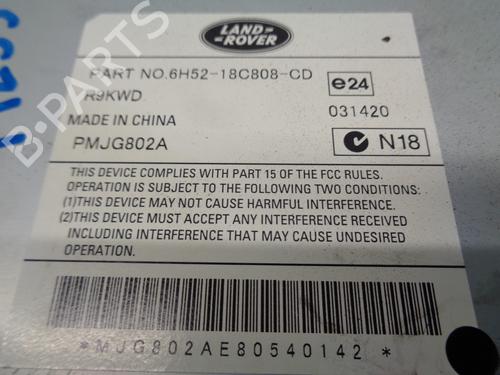 LAND
ROVER
PART NO.6H52-18C808-CD
e24
R9KWD
031420
MADE IN CHINA
N18
PMJG802A
THIS DEVICE COMPLIES WITH PART 15 OF THE FCC RULES.
OPERATION IS SUBJECT TO THE FOLLOWING TWO CONDITIONS:
(1)THIS DEVICE MAY NOT CAUSE HARMFUL INTERFERENCE.
(2)THIS DEVICE MUST ACCEPT ANY INTERFERENCE RECEIVED
INCLUDING INTERFERENCE THAT MAY CAUSE UNDESIRED
OPERATION.
*MJG802AE80540142*